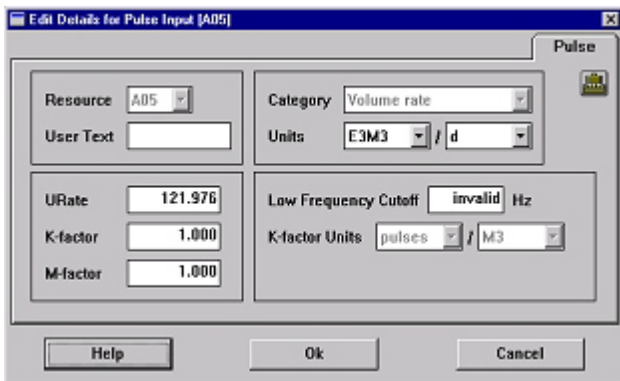 Edit Details for Pulse Input [A05]
Pulse
Resource A05
User Text
Category Volume rate
Units E3M3 / d
URate 121.976
K-factor 1.000
M-factor 1.000
Low Frequency Cutoff invalid Hz
K-factor Units pulses / M3
Help Ok Cancel